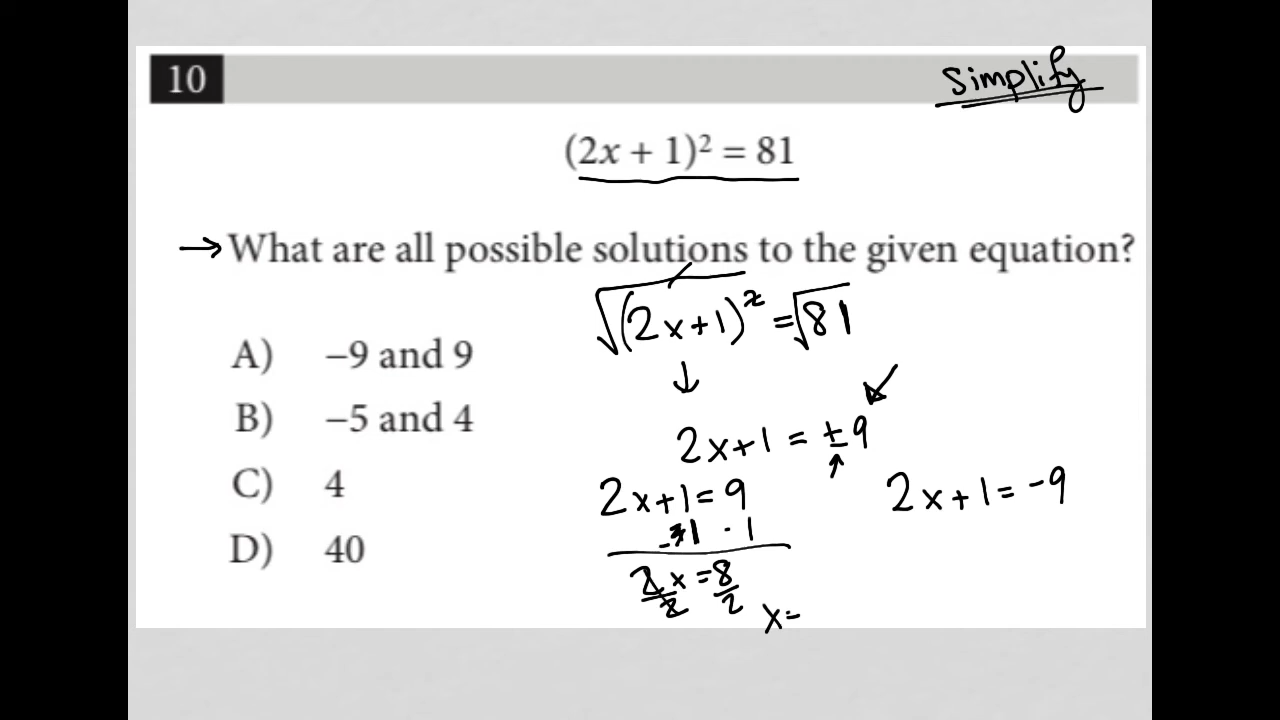 10
Simplify
(2x + 1)² = 81
→ What are all possible solutions to the given equation?
√(2x+1)² = √81
A) −9 and 9
↓
B) −5 and 4
2x+1 = ±9
C) 4
2x+1 = 9
2x+1 = -9
-1 -1
D) 40
2x/2 = 8/2
x=